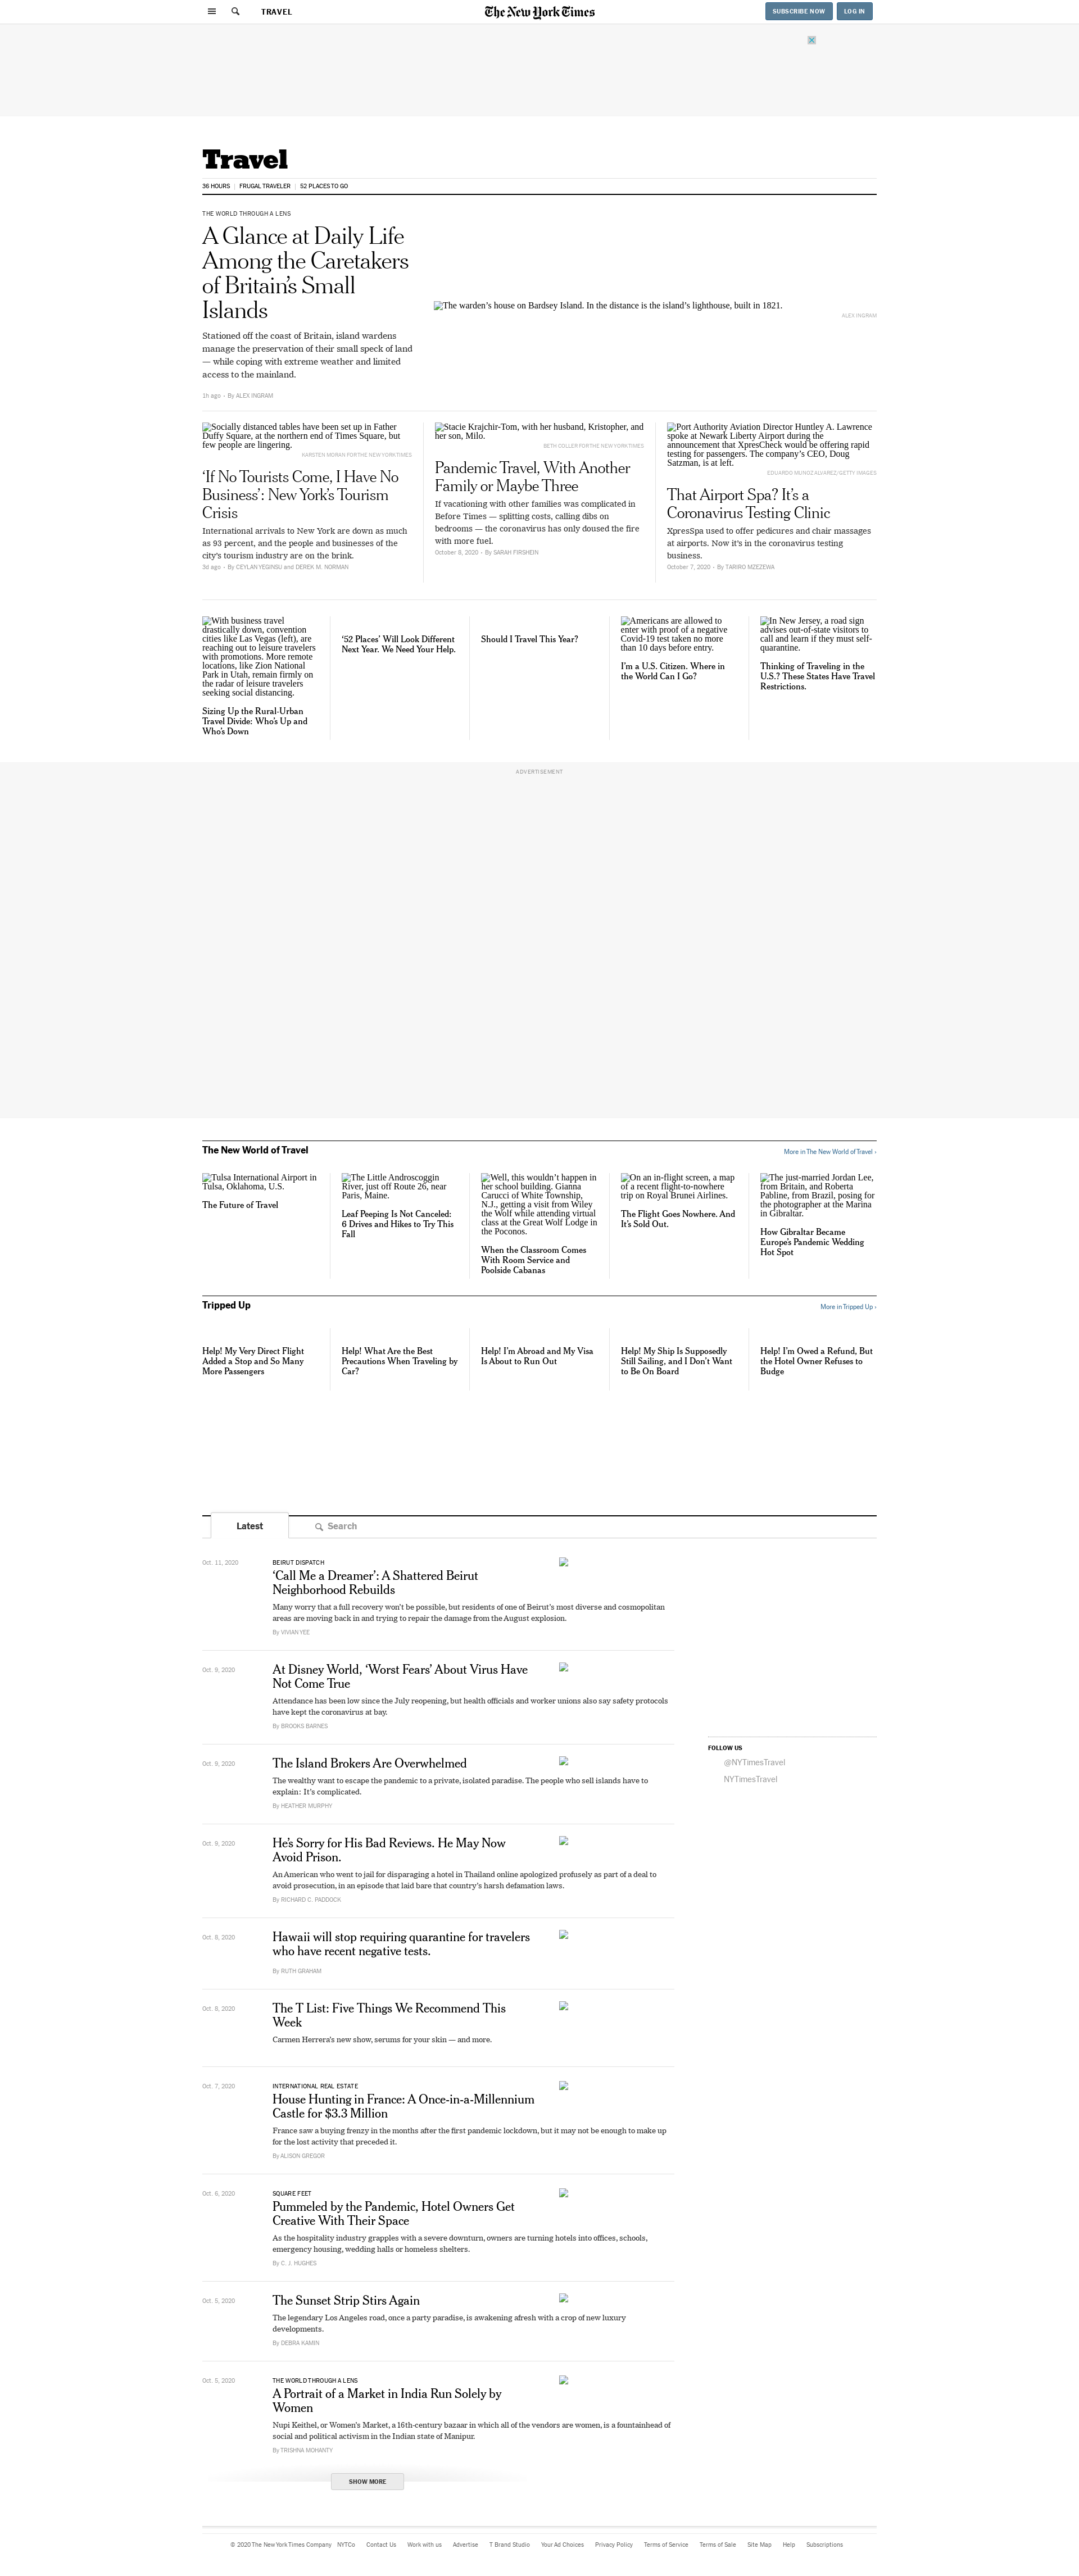 TRAVEL
The New York Times
SUBSCRIBE NOW
LOG IN
Travel
36 HOURS | FRUGAL TRAVELER | 52 PLACES TO GO
THE WORLD THROUGH A LENS
A Glance at Daily Life
Among the Caretakers
of Britain’s Small
Islands
Stationed off the coast of Britain, island wardens
manage the preservation of their small speck of land
— while coping with extreme weather and limited
access to the mainland.
1h ago - By ALEX INGRAM
The warden’s house on Bardsey Island. In the distance is the island’s lighthouse, built in 1821.
ALEX INGRAM
Socially distanced tables have been set up in Father
Duffy Square, at the northern end of Times Square, but
few people are lingering.
KARSTEN MORAN FOR THE NEW YORK TIMES
‘If No Tourists Come, I Have No
Business’: New York’s Tourism
Crisis
International arrivals to New York are down as much
as 93 percent, and the people and businesses of the
city’s tourism industry are on the brink.
3d ago - By CEYLAN YEGINSU and DEREK M. NORMAN
Stacie Krajchir-Tom, with her husband, Kristopher, and
her son, Milo.
BETH COLLER FOR THE NEW YORK TIMES
Pandemic Travel, With Another
Family or Maybe Three
If vacationing with other families was complicated in
Before Times — splitting costs, calling dibs on
bedrooms — the coronavirus has only doused the fire
with more fuel.
October 8, 2020 - By SARAH FIRSHEIN
Port Authority Aviation Director Huntley A. Lawrence
spoke at Newark Liberty Airport during the
announcement that XpresCheck would be offering rapid
testing for passengers. The company’s CEO, Doug
Satzman, is at left.
EDUARDO MUNOZ ALVAREZ/GETTY IMAGES
That Airport Spa? It’s a
Coronavirus Testing Clinic
XpresSpa used to offer pedicures and chair massages
at airports. Now it’s in the coronavirus testing
business.
October 7, 2020 - By TARIRO MZEZEWA
With business travel
drastically down, convention
cities like Las Vegas (left), are
reaching out to leisure travelers
with promotions. More remote
locations, like Zion National
Park in Utah, remain firmly on
the radar of leisure travelers
seeking social distancing.
Sizing Up the Rural-Urban
Travel Divide: Who’s Up and
Who’s Down
‘52 Places’ Will Look Different
Next Year. We Need Your Help.
Should I Travel This Year?
Americans are allowed to
enter with proof of a negative
Covid-19 test taken no more
than 10 days before entry.
I’m a U.S. Citizen. Where in
the World Can I Go?
In New Jersey, a road sign
advises out-of-state visitors to
call and learn if they must self-
quarantine.
Thinking of Traveling in the
U.S.? These States Have Travel
Restrictions.
ADVERTISEMENT
The New World of Travel
More in The New World of Travel ›
Tulsa International Airport in
Tulsa, Oklahoma, U.S.
The Future of Travel
The Little Androscoggin
River, just off Route 26, near
Paris, Maine.
Leaf Peeping Is Not Canceled:
6 Drives and Hikes to Try This
Fall
Well, this wouldn’t happen in
her school building. Gianna
Carucci of White Township,
N.J., getting a visit from Wiley
the Wolf while attending virtual
class at the Great Wolf Lodge in
the Poconos.
When the Classroom Comes
With Room Service and
Poolside Cabanas
On an in-flight screen, a map
of a recent flight-to-nowhere
trip on Royal Brunei Airlines.
The Flight Goes Nowhere. And
It’s Sold Out.
The just-married Jordan Lee,
from Britain, and Roberta
Pabline, from Brazil, posing for
the photographer at the Marina
in Gibraltar.
How Gibraltar Became
Europe’s Pandemic Wedding
Hot Spot
Tripped Up
More in Tripped Up ›
Help! My Very Direct Flight
Added a Stop and So Many
More Passengers
Help! What Are the Best
Precautions When Traveling by
Car?
Help! I’m Abroad and My Visa
Is About to Run Out
Help! My Ship Is Supposedly
Still Sailing, and I Don’t Want
to Be On Board
Help! I’m Owed a Refund, But
the Hotel Owner Refuses to
Budge
Latest
Search
Oct. 11, 2020
BEIRUT DISPATCH
‘Call Me a Dreamer’: A Shattered Beirut
Neighborhood Rebuilds
Many worry that a full recovery won’t be possible, but residents of one of Beirut’s most diverse and cosmopolitan
areas are moving back in and trying to repair the damage from the August explosion.
By VIVIAN YEE
Oct. 9, 2020
At Disney World, ‘Worst Fears’ About Virus Have
Not Come True
Attendance has been low since the July reopening, but health officials and worker unions also say safety protocols
have kept the coronavirus at bay.
By BROOKS BARNES
Oct. 9, 2020
The Island Brokers Are Overwhelmed
The wealthy want to escape the pandemic to a private, isolated paradise. The people who sell islands have to
explain: It’s complicated.
By HEATHER MURPHY
FOLLOW US
@NYTimesTravel
NYTimesTravel
Oct. 9, 2020
He’s Sorry for His Bad Reviews. He May Now
Avoid Prison.
An American who went to jail for disparaging a hotel in Thailand online apologized profusely as part of a deal to
avoid prosecution, in an episode that laid bare that country’s harsh defamation laws.
By RICHARD C. PADDOCK
Oct. 8, 2020
Hawaii will stop requiring quarantine for travelers
who have recent negative tests.
By RUTH GRAHAM
Oct. 8, 2020
The T List: Five Things We Recommend This
Week
Carmen Herrera’s new show, serums for your skin — and more.
Oct. 7, 2020
INTERNATIONAL REAL ESTATE
House Hunting in France: A Once-in-a-Millennium
Castle for $3.3 Million
France saw a buying frenzy in the months after the first pandemic lockdown, but it may not be enough to make up
for the lost activity that preceded it.
By ALISON GREGOR
Oct. 6, 2020
SQUARE FEET
Pummeled by the Pandemic, Hotel Owners Get
Creative With Their Space
As the hospitality industry grapples with a severe downturn, owners are turning hotels into offices, schools,
emergency housing, wedding halls or homeless shelters.
By C. J. HUGHES
Oct. 5, 2020
The Sunset Strip Stirs Again
The legendary Los Angeles road, once a party paradise, is awakening afresh with a crop of new luxury
developments.
By DEBRA KAMIN
Oct. 5, 2020
THE WORLD THROUGH A LENS
A Portrait of a Market in India Run Solely by
Women
Nupi Keithel, or Women’s Market, a 16th-century bazaar in which all of the vendors are women, is a fountainhead of
social and political activism in the Indian state of Manipur.
By TRISHNA MOHANTY
SHOW MORE
© 2020 The New York Times Company NYTCo Contact Us Work with us Advertise T Brand Studio Your Ad Choices Privacy Policy Terms of Service Terms of Sale Site Map Help Subscriptions